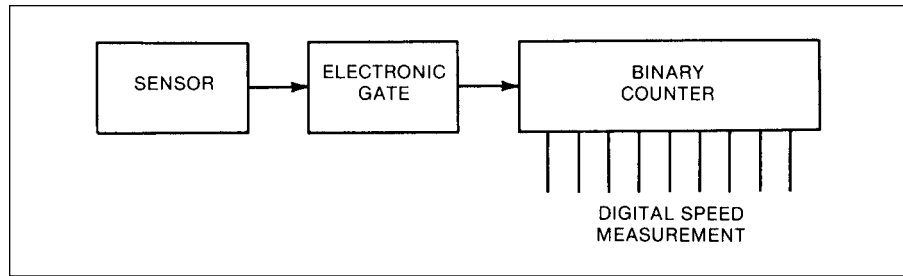 SENSOR
ELECTRONIC
GATE
BINARY
COUNTER
DIGITAL SPEED
MEASUREMENT